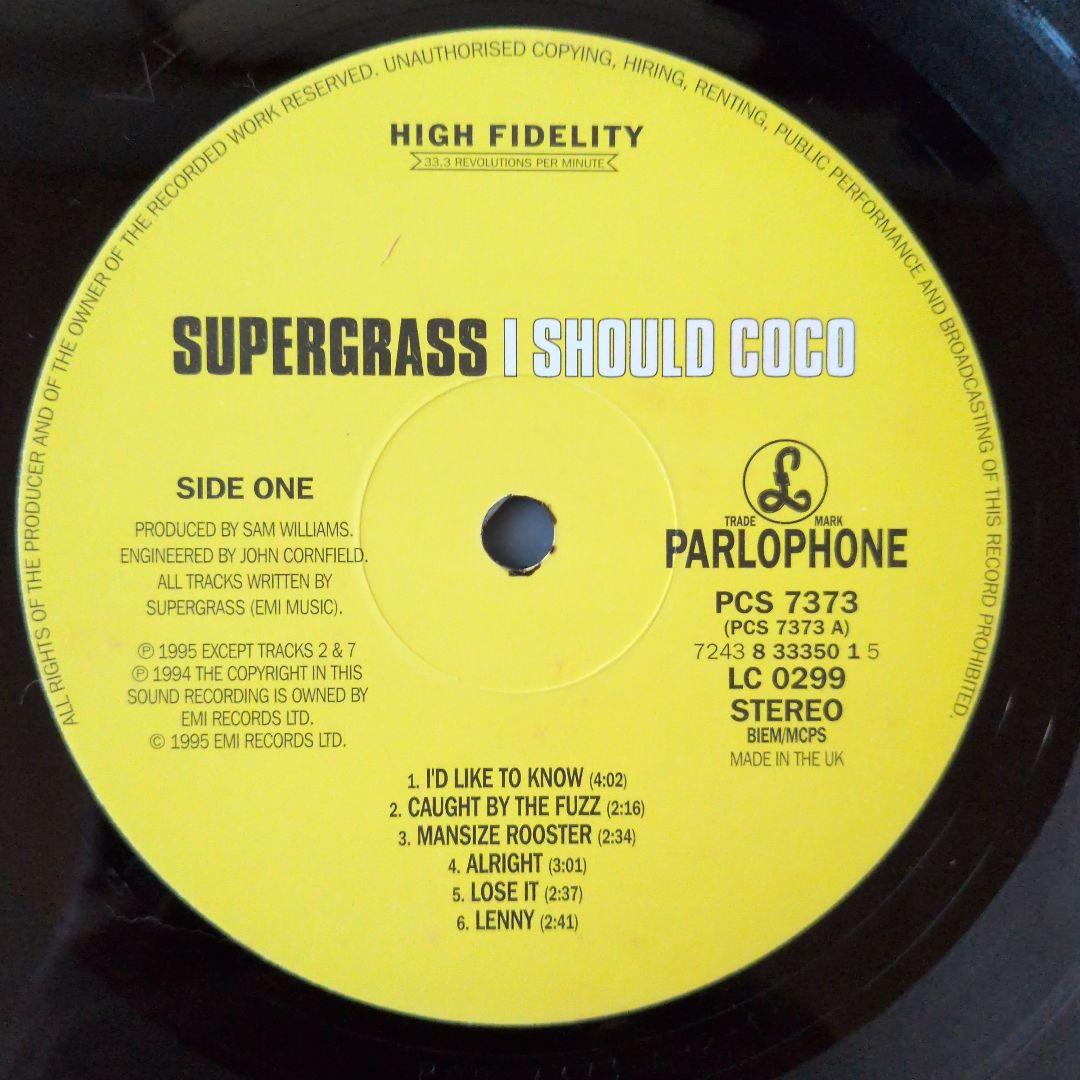 ALL RIGHTS OF THE PRODUCER AND OF THE OWNER OF THE RECORDED WORK RESERVED. UNAUTHORISED COPYING, HIRING, RENTING, PUBLIC PERFORMANCE AND BROADCASTING OF THIS RECORD PROHIBITED.
HIGH FIDELITY
33.3 REVOLUTIONS PER MINUTE
SUPERGRASS I SHOULD COCO
SIDE ONE
PRODUCED BY SAM WILLIAMS.
ENGINEERED BY JOHN CORNFIELD.
ALL TRACKS WRITTEN BY
SUPERGRASS (EMI MUSIC).
℗ 1995 EXCEPT TRACKS 2 & 7
℗ 1994 THE COPYRIGHT IN THIS
SOUND RECORDING IS OWNED BY
EMI RECORDS LTD.
© 1995 EMI RECORDS LTD.
£
TRADE MARK
PARLOPHONE
PCS 7373
(PCS 7373 A)
7243 8 33350 1 5
LC 0299
STEREO
BIEM/MCPS
MADE IN THE UK
1. I'D LIKE TO KNOW (4:02)
2. CAUGHT BY THE FUZZ (2:16)
3. MANSIZE ROOSTER (2:34)
4. ALRIGHT (3:01)
5. LOSE IT (2:37)
6. LENNY (2:41)